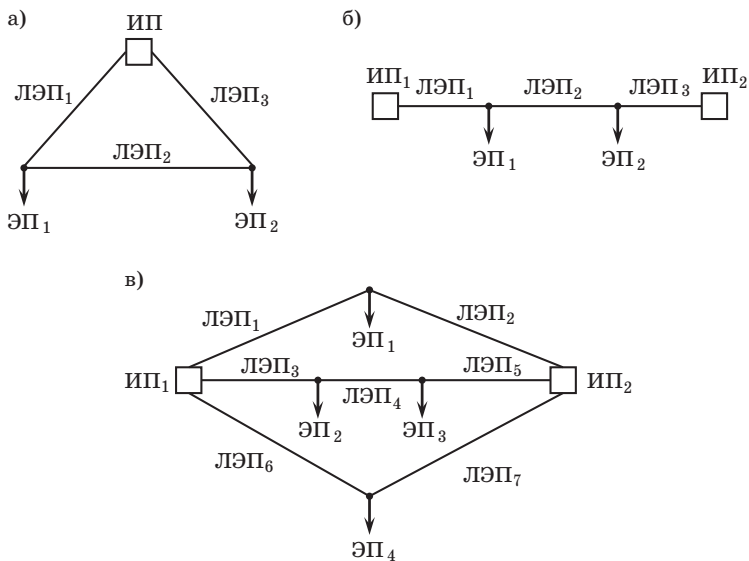 а)
ИП
ЛЭП₁
ЛЭП₃
ЛЭП₂
ЭП₁
ЭП₂
б)
ИП₁ ЛЭП₁ ЛЭП₂ ЛЭП₃ ИП₂
ЭП₁ ЭП₂
в)
ЛЭП₁ ЛЭП₂
ЭП₁
ИП₁ ЛЭП₃ ЛЭП₅ ИП₂
ЛЭП₄
ЭП₂ ЭП₃
ЛЭП₆ ЛЭП₇
ЭП₄